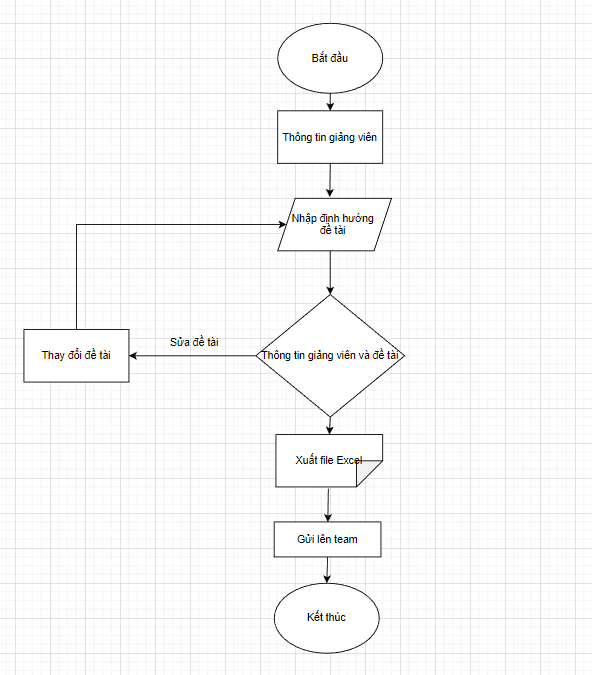 Bắt đầu
Thông tin giảng viên
Nhập định hướng
đề tài
Sửa đề tài
Thay đổi đề tài
Thông tin giảng viên và đề tài
Xuất file Excel
Gửi lên team
Kết thúc